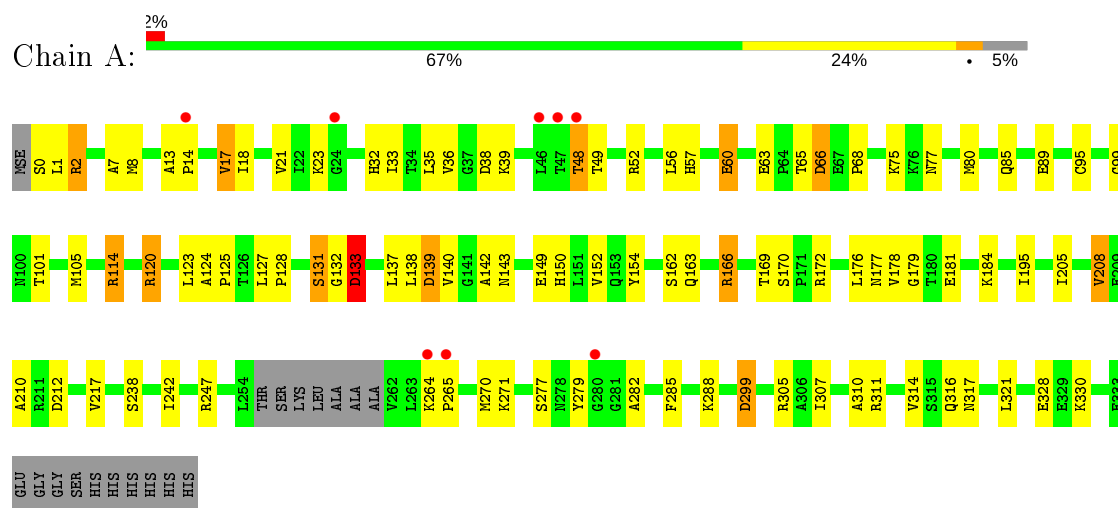 2%
Chain A:
67% 24% • 5%
MSE S0 L1 R2 A7 M8 A13 P14 V17 I18 V21 I22 K23 G24 H32 I33 T34 L35 V36 G37 D38 K39 L46 T47 T48 T49 R52 L56 H57 E60 E63 P64 T65 D66 E67 P68 K75 K76 N77 M80 Q85 E89 C95
N100 T101 M105 R114 R120 L123 A124 P125 T126 L127 P128 S131 G132 D133 L137 L138 D139 V140 G141 A142 N143 E149 H150 L151 V152 Q153 Y154 S162 Q163 R166 T169 S170 P171 R172 L176 N177 V178 G179 T180 E181 K184 I195 I205 V208
A210 R211 D212 V217 S238 I242 R247 L254 THR SER LYS LEU ALA ALA ALA V262 L263 K264 P265 M270 K271 S277 N278 Y279 G280 G281 A282 F285 K288 D299 R305 A306 I307 A310 R311 V314 S315 Q316 N317 L321 E328 E329 K330
GLU GLY GLY SER HIS HIS HIS HIS HIS HIS